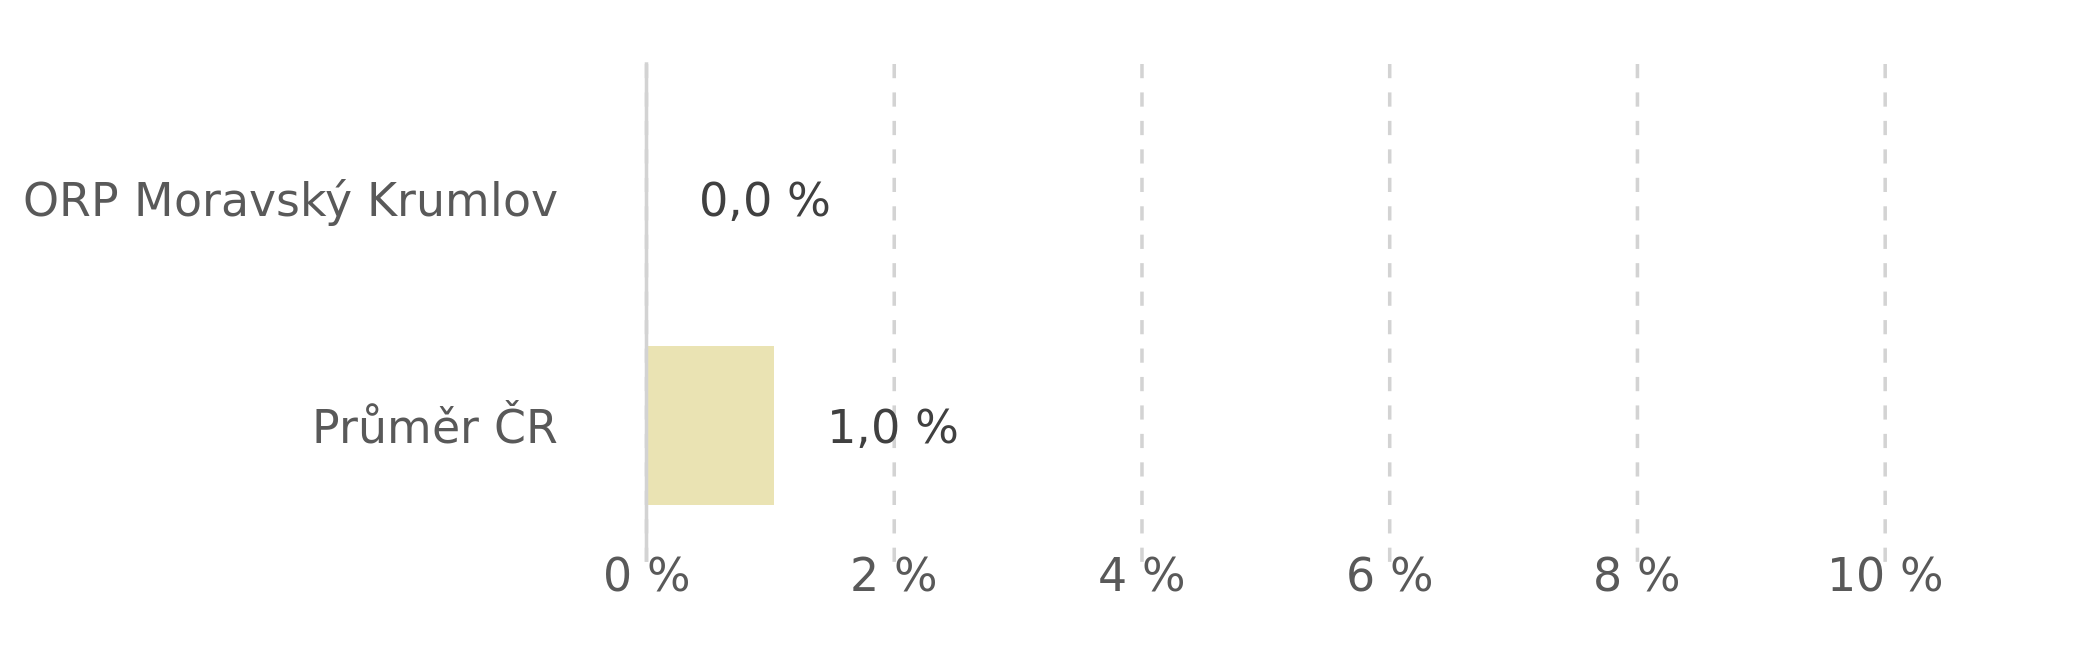 ORP Moravský Krumlov 0,0 %
Průměr ČR 1,0 %
0 % 2 % 4 % 6 % 8 % 10 %